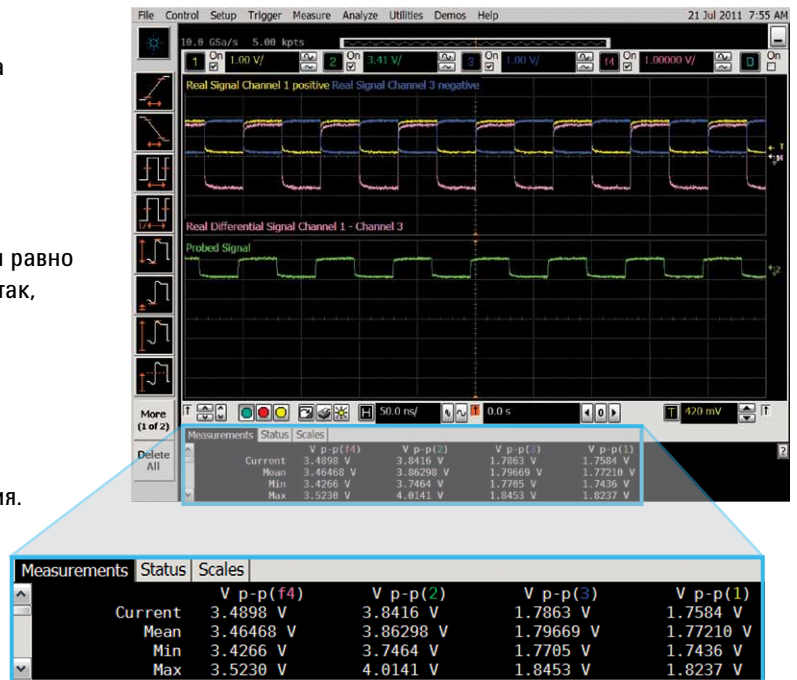 File Control Setup Trigger Measure Analyze Utilities Demos Help 21 Jul 2011 7:55 AM
10.0 GSa/s 5.00 kpts
1 On 1.00 V/ 2 On 3.41 V/ 3 On 1.00 V/ f4 On 1.00000 V/ D On
а
Real Signal Channel 1 positive Real Signal Channel 3 negative
T
Real Differential Signal Channel 1 - Channel 3
Probed Signal
равно
2
так,
More
(1 of 2)
Delete
All
T H 50.0 ns/ T 0.0 s 0 T 420 mV T
Measurements Status Scales
V p-p(f4) V p-p(2) V p-p(3) V p-p(1)
Current 3.4898 V 3.8416 V 1.7863 V 1.7584 V
Mean 3.46468 V 3.86298 V 1.79669 V 1.77210 V
Min 3.4266 V 3.7464 V 1.7705 V 1.7436 V
Max 3.5230 V 4.0141 V 1.8453 V 1.8237 V
?
ия.
Measurements Status Scales
V p-p(f4) V p-p(2) V p-p(3) V p-p(1)
Current 3.4898 V 3.8416 V 1.7863 V 1.7584 V
Mean 3.46468 V 3.86298 V 1.79669 V 1.77210 V
Min 3.4266 V 3.7464 V 1.7705 V 1.7436 V
Max 3.5230 V 4.0141 V 1.8453 V 1.8237 V